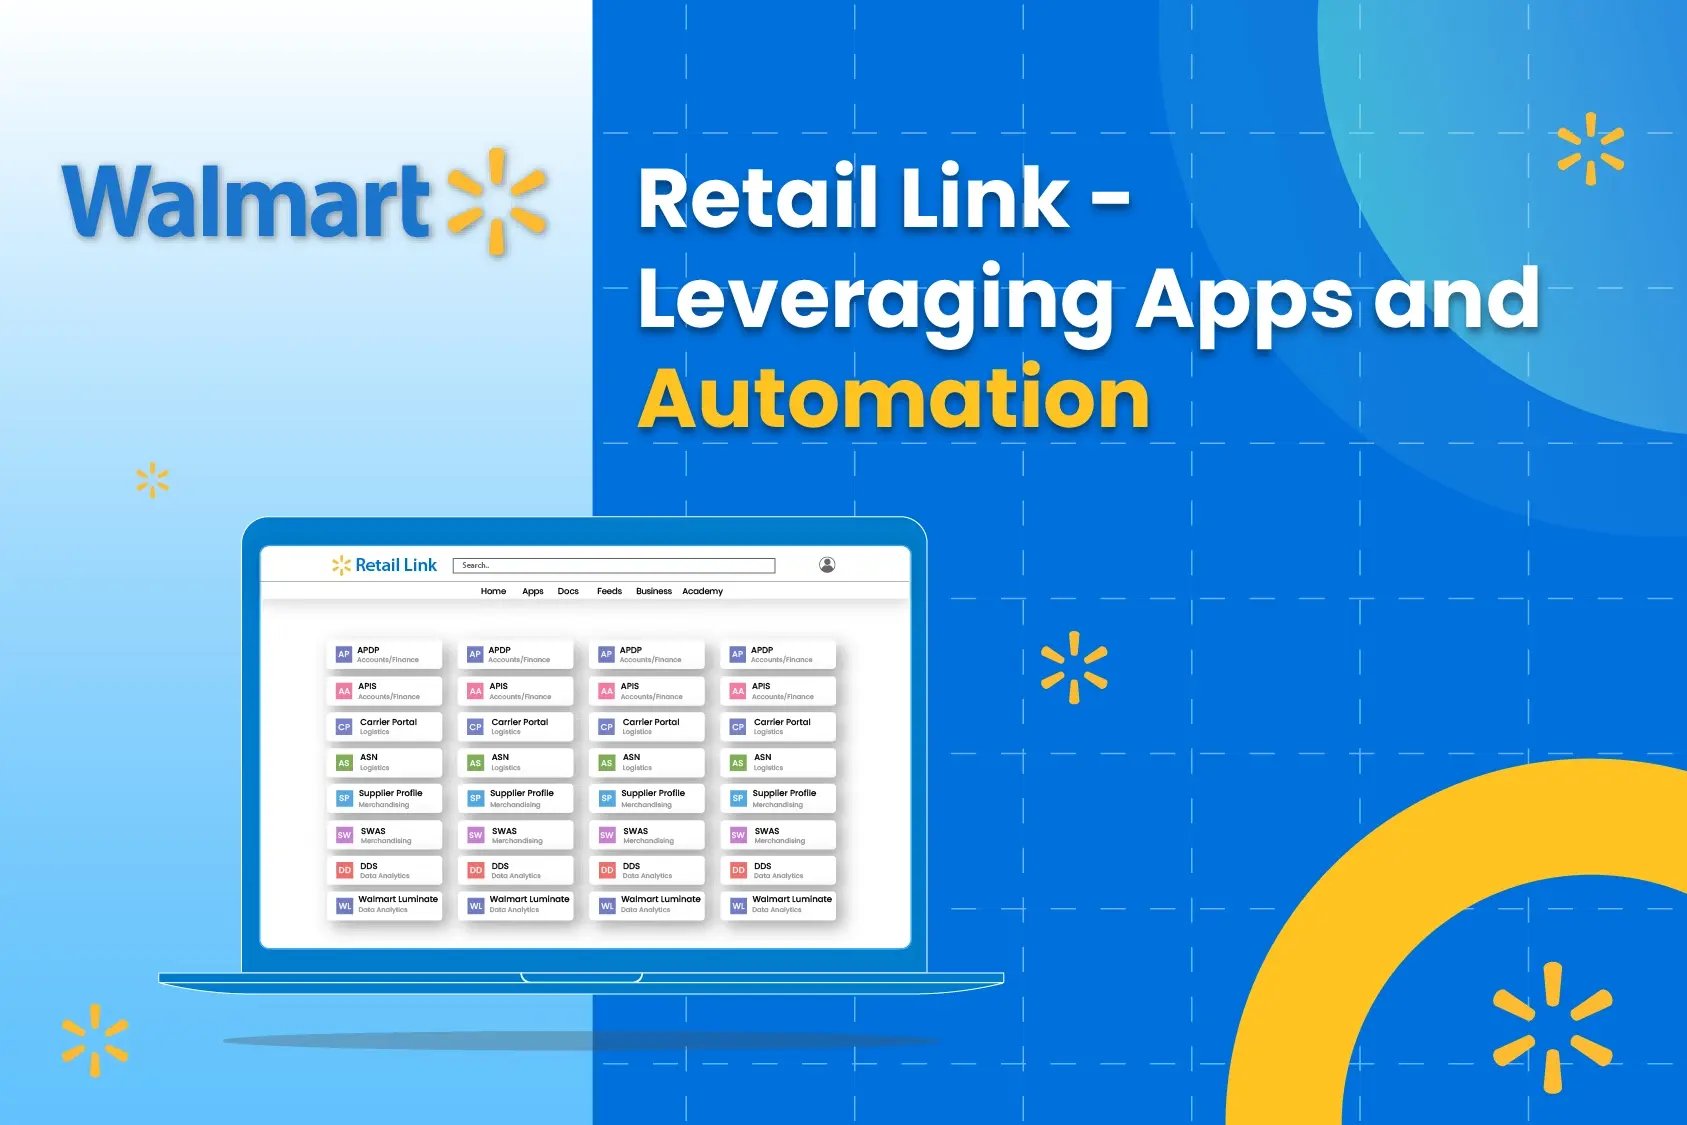 Walmart
Retail Link -
Leveraging Apps and
Automation
Retail Link
Search..
Home Apps Docs Feeds Business Academy
AP APDP Accounts/Finance
AP APDP Accounts/Finance
AP APDP Accounts/Finance
AP APDP Accounts/Finance
AA APIS Accounts/Finance
AA APIS Accounts/Finance
AA APIS Accounts/Finance
AA APIS Accounts/Finance
CP Carrier Portal Logistics
CP Carrier Portal Logistics
CP Carrier Portal Logistics
CP Carrier Portal Logistics
AS ASN Logistics
AS ASN Logistics
AS ASN Logistics
AS ASN Logistics
SP Supplier Profile Merchandising
SP Supplier Profile Merchandising
SP Supplier Profile Merchandising
SP Supplier Profile Merchandising
SW SWAS Merchandising
SW SWAS Merchandising
SW SWAS Merchandising
SW SWAS Merchandising
DD DDS Data Analytics
DD DDS Data Analytics
DD DDS Data Analytics
DD DDS Data Analytics
WL Walmart Luminate Data Analytics
WL Walmart Luminate Data Analytics
WL Walmart Luminate Data Analytics
WL Walmart Luminate Data Analytics